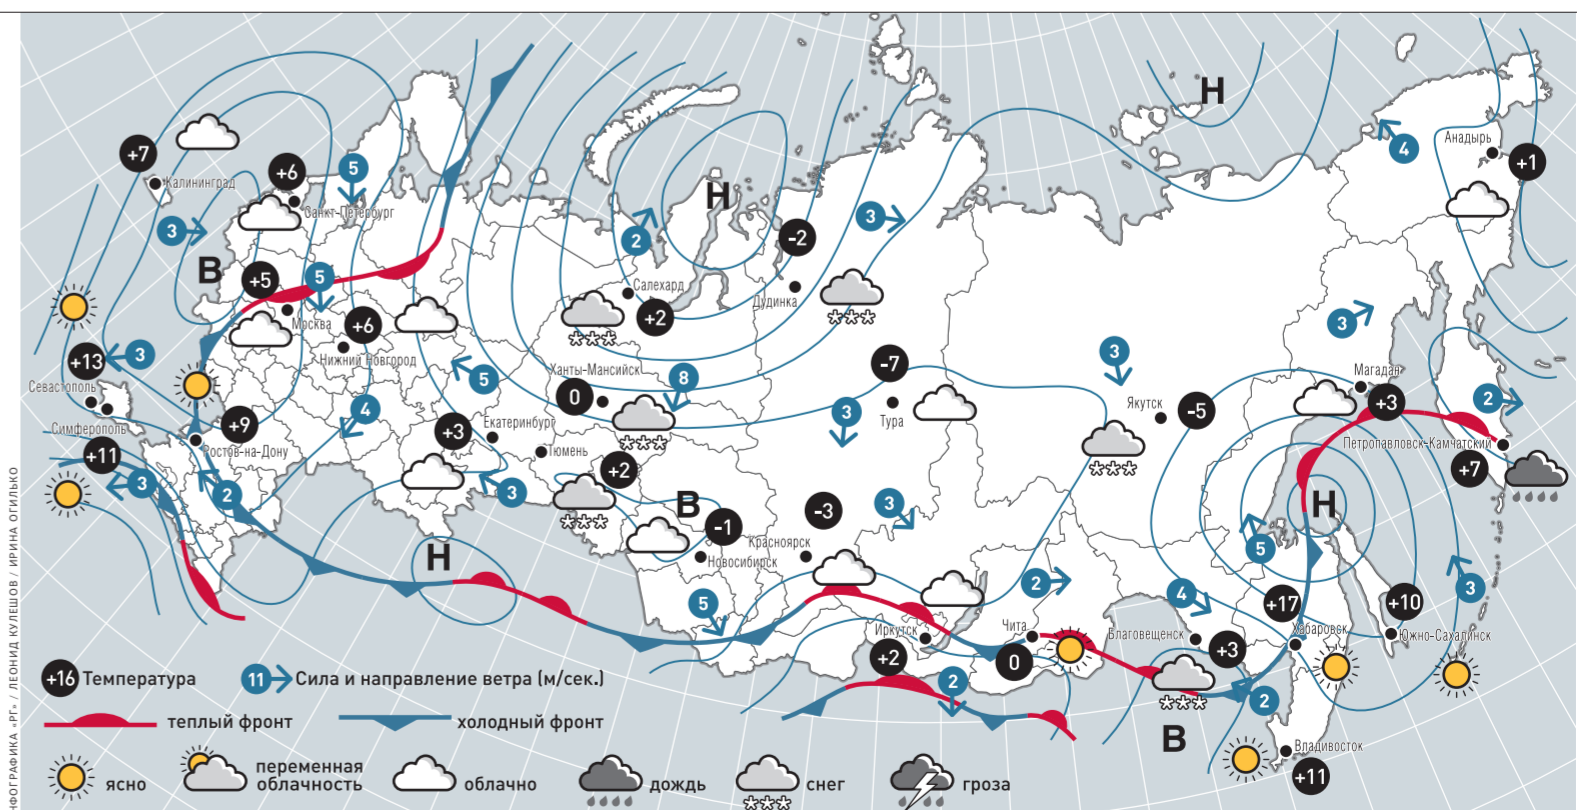 Н
Анадырь
4
+1
+7
Калининград
+6
5
Санкт-Петербург
3
Н
2
-2
3
В
+5
5
Москва
+6
Нижний Новгород
Салехард
+2
Дудинка
3
+13
3
Севастополь
5
Ханты-Мансийск
0
8
-7
Тура
3
3
Якутск
-5
Магадан
+3
2
Петропавловск-Камчатский
+7
Симферополь
+11
+9
Ростов-на-Дону
4
+3
Екатеринбург
Тюмень
+2
3
3
2
Н
В
-1
Новосибирск
-3
Красноярск
3
Н
5
5
2
4
+17
+10
3
Иркутск
+2
Чита
0
Благовещенск
+3
Хабаровск
Южно-Сахалинск
2
2
В
Владивосток
+11
+16 Температура
11 Сила и направление ветра (м/сек.)
теплый фронт
холодный фронт
ясно
переменная
облачность
облачно
дождь
снег
гроза
НФОГРАФИКА «РГ» / ЛЕОНИД КУЛЕШОВ / ИРИНА ОГИЛЬКО